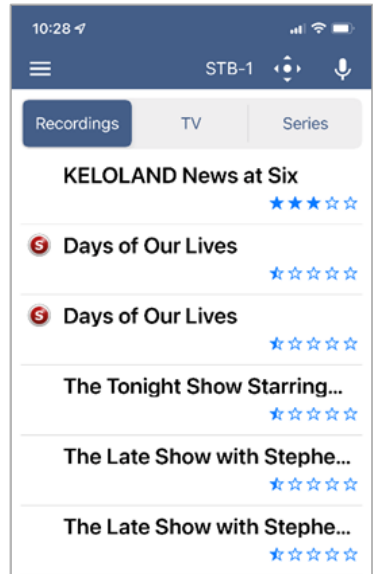 10:28
STB-1
Recordings TV Series
KELOLAND News at Six
S Days of Our Lives
S Days of Our Lives
The Tonight Show Starring...
The Late Show with Stephe...
The Late Show with Stephe...